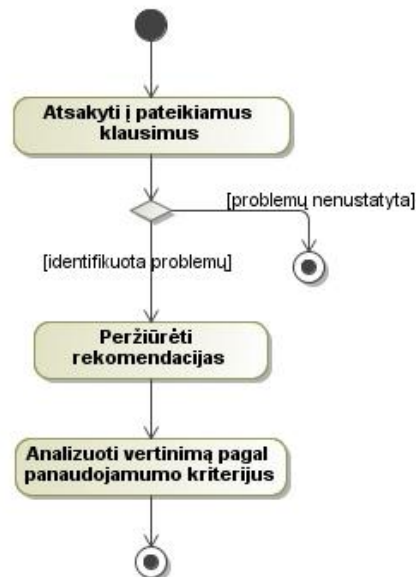 Atsakyti į pateikiamus
klausimus
[problemų nenustatyta]
[identifikuota problemų]
Peržiūrėti
rekomendacijas
Analizuoti vertinimą pagal
panaudojamumo kriterijus